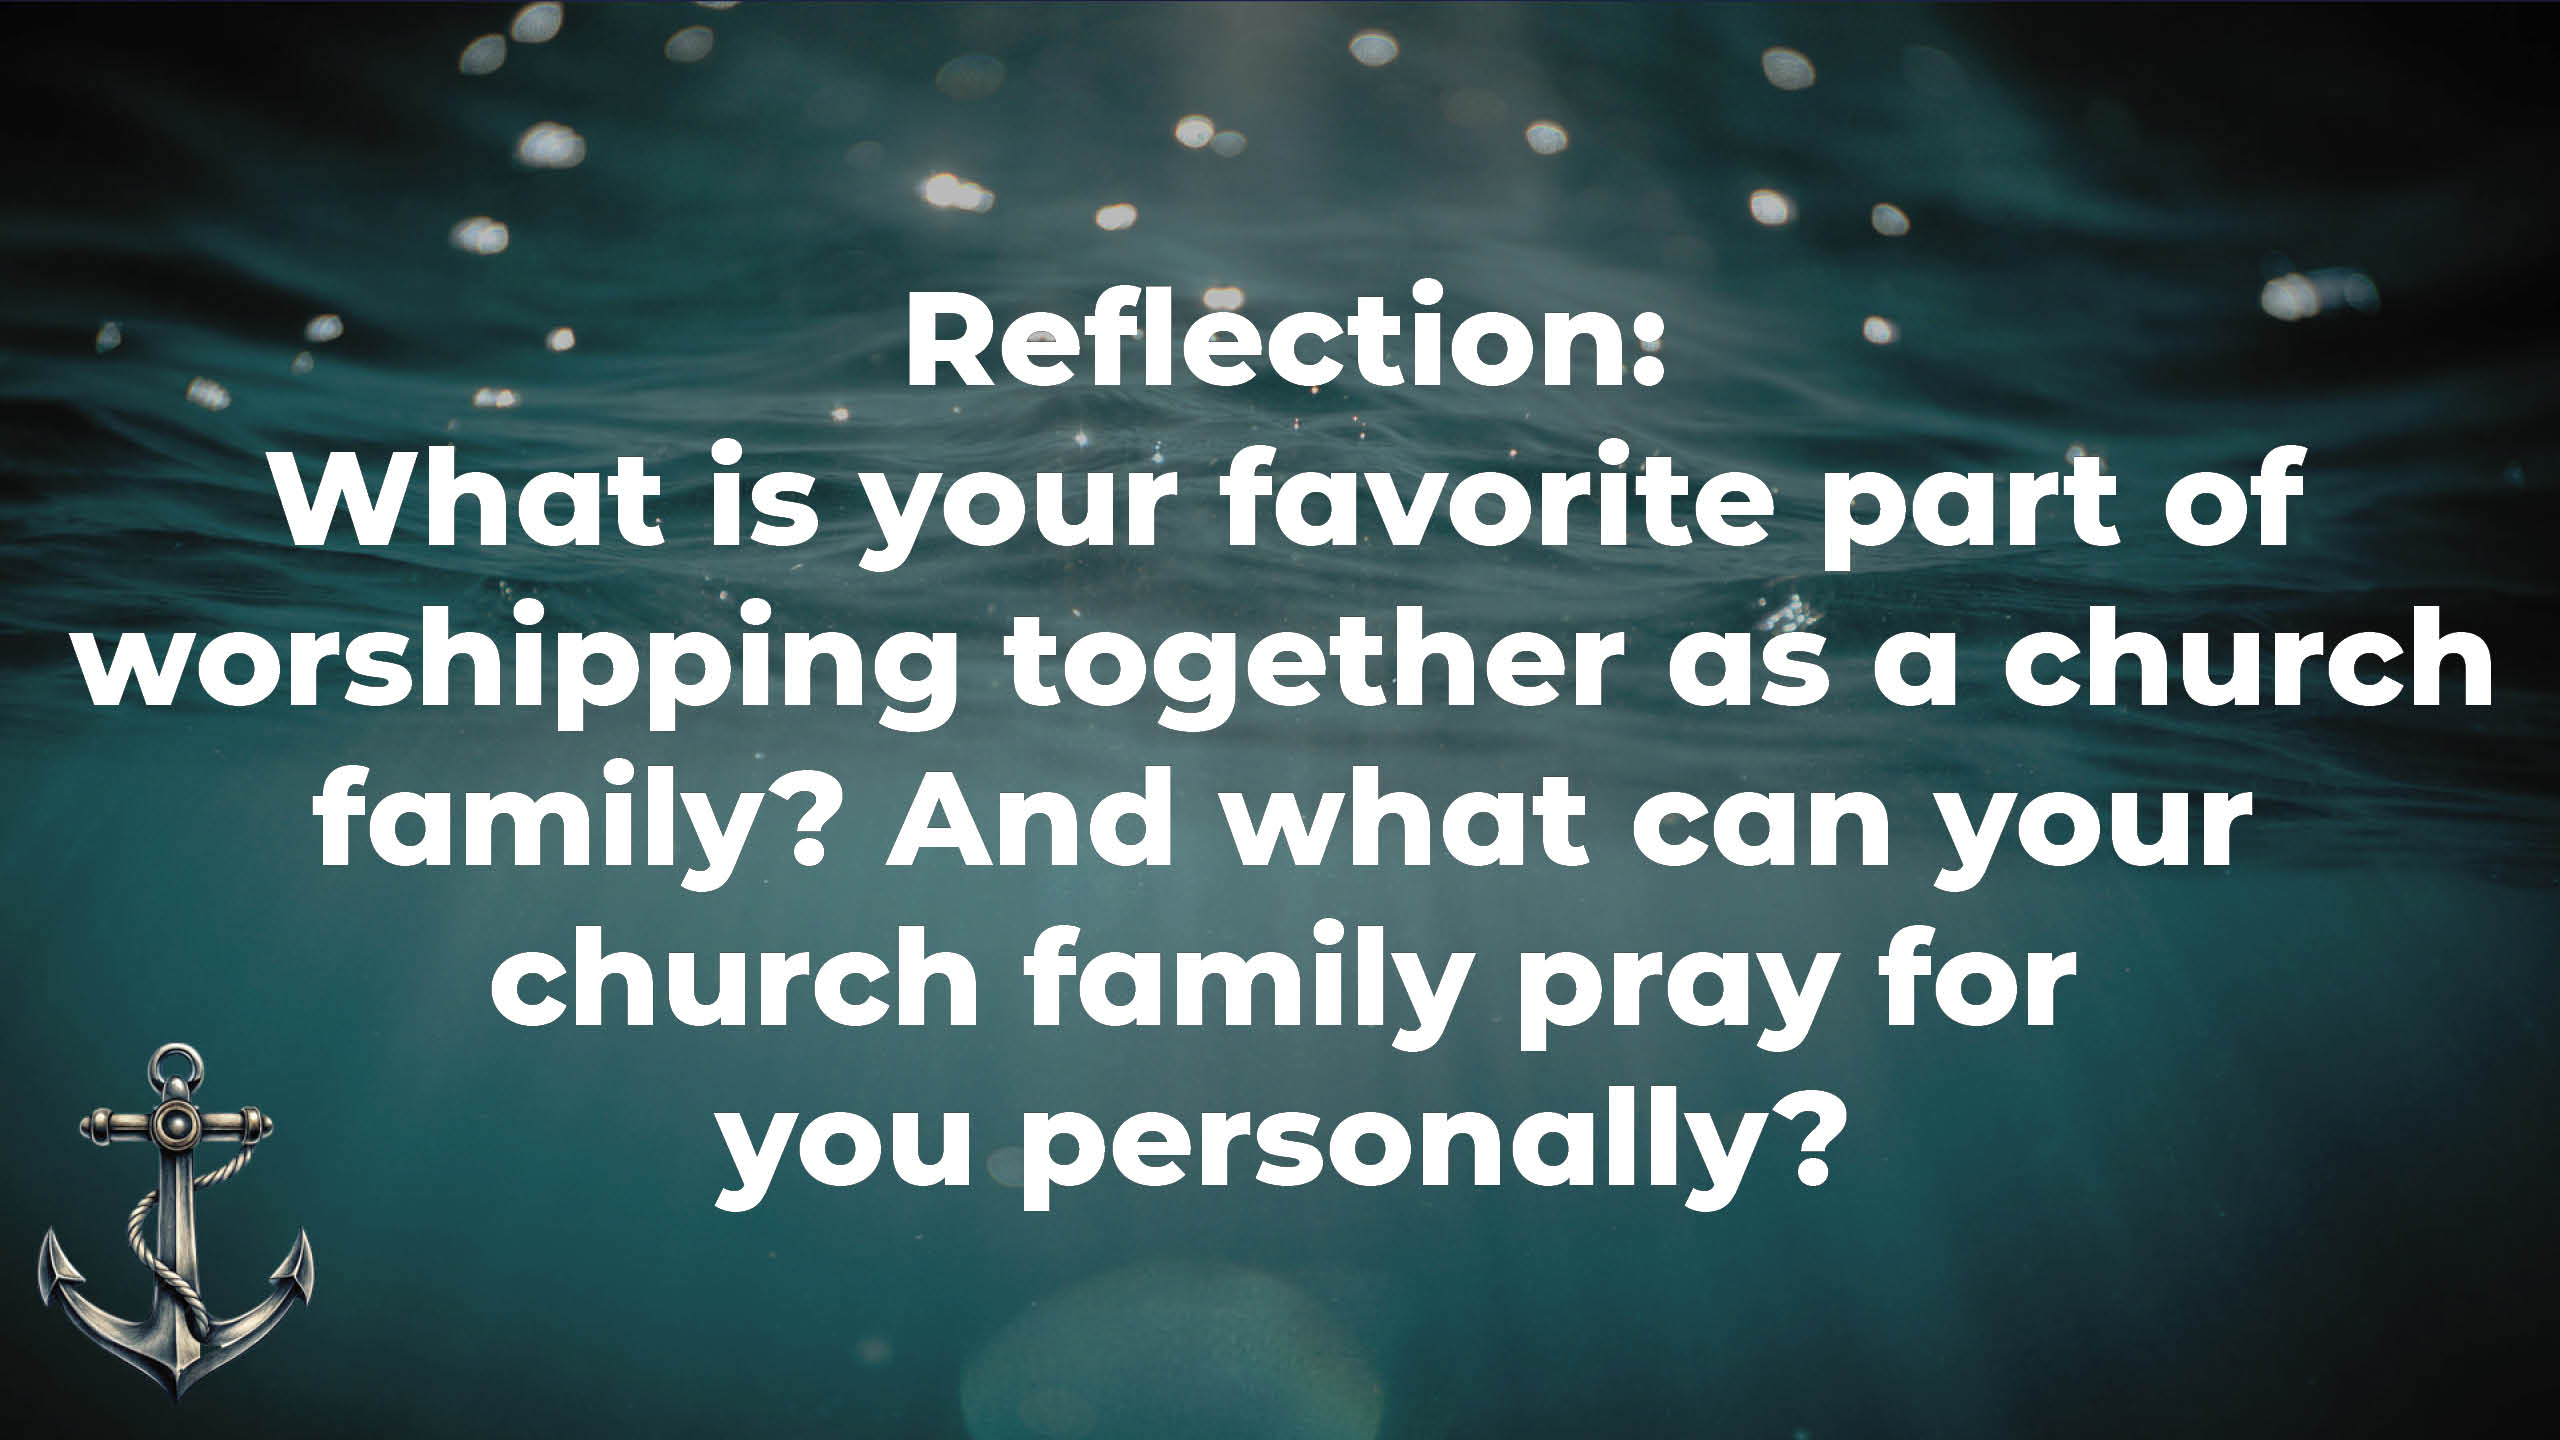 Reflection:
What is your favorite part of
worshipping together as a church
family? And what can your
church family pray for
you personally?